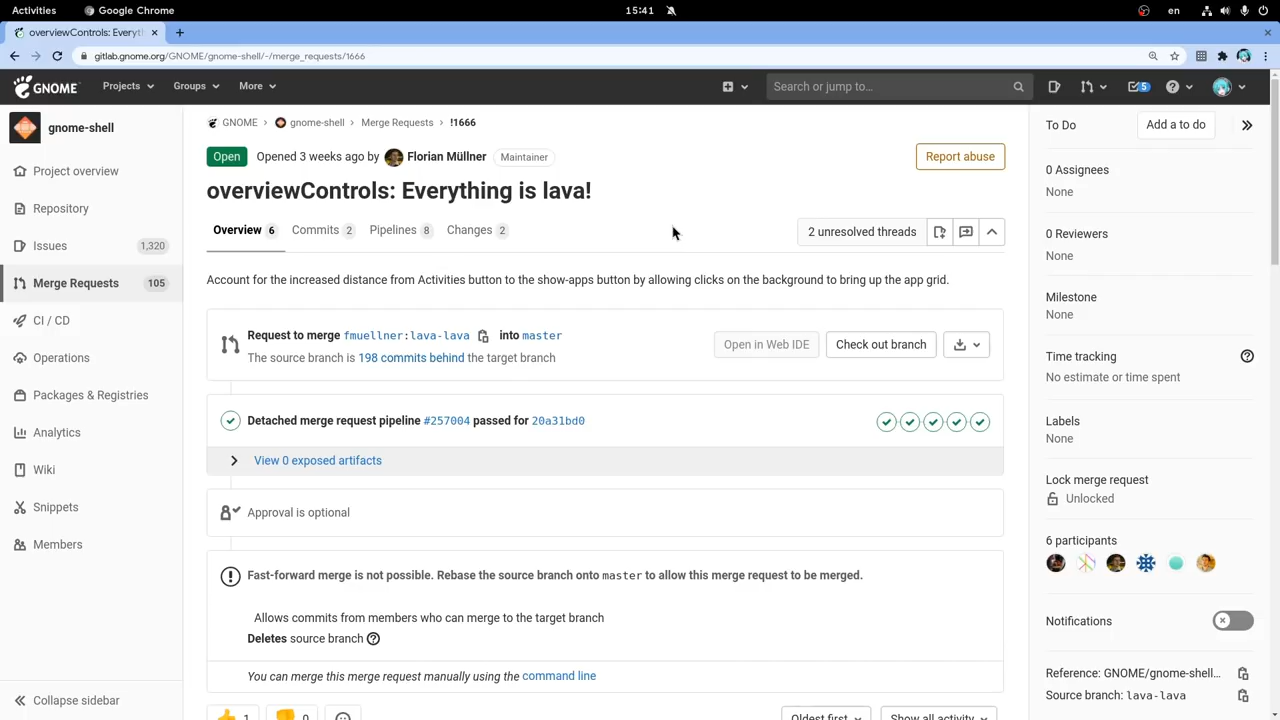 Activities Google Chrome 15:41 en
overviewControls: Everyth
gitlab.gnome.org/GNOME/gnome-shell/-/merge_requests/1666
GNOME Projects Groups More Search or jump to… 5
gnome-shell
Project overview
Repository
Issues 1,320
Merge Requests 105
CI / CD
Operations
Packages & Registries
Analytics
Wiki
Snippets
Members
Collapse sidebar
GNOME > gnome-shell > Merge Requests > !1666
Open Opened 3 weeks ago by Florian Müllner Maintainer Report abuse
overviewControls: Everything is lava!
Overview 6 Commits 2 Pipelines 8 Changes 2 2 unresolved threads
Account for the increased distance from Activities button to the show-apps button by allowing clicks on the background to bring up the app grid.
Request to merge fmuellner:lava-lava into master Open in Web IDE Check out branch
The source branch is 198 commits behind the target branch
Detached merge request pipeline #257004 passed for 20a31bd0
View 0 exposed artifacts
Approval is optional
Fast-forward merge is not possible. Rebase the source branch onto master to allow this merge request to be merged.
Allows commits from members who can merge to the target branch
Deletes source branch
You can merge this merge request manually using the command line
1 0 Oldest first Show all activity
To Do Add a to do
0 Assignees
None
0 Reviewers
None
Milestone
None
Time tracking
No estimate or time spent
Labels
None
Lock merge request
Unlocked
6 participants
Notifications
Reference: GNOME/gnome-shell…
Source branch: lava-lava